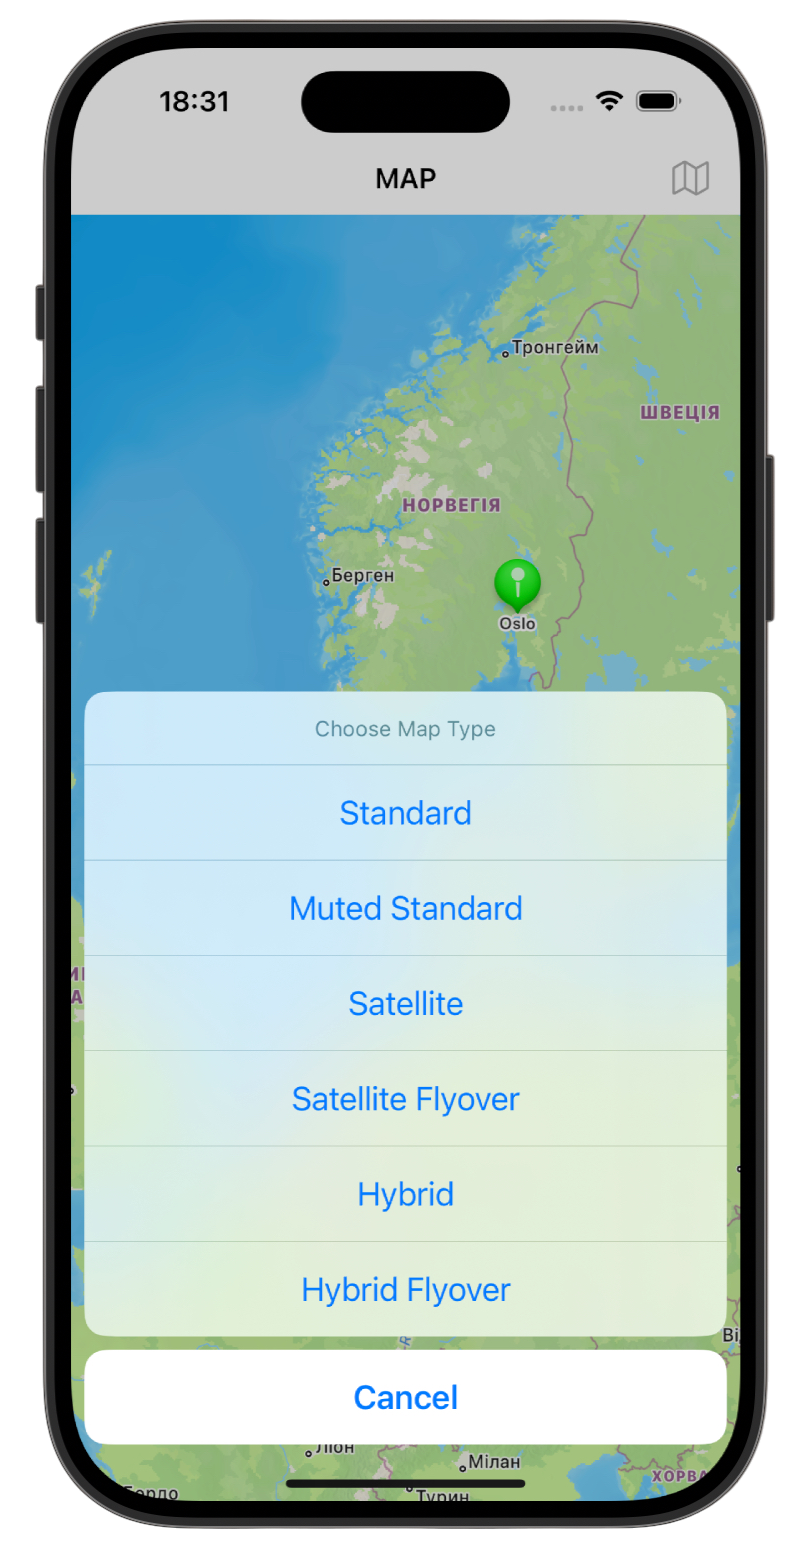 18:31
MAP
Тронгейм
ШВЕЦІЯ
НОРВЕГІЯ
Берген
Oslo
Choose Map Type
Standard
Muted Standard
Satellite
Satellite Flyover
Hybrid
Hybrid Flyover
Cancel
Ліон
Мілан
ХОРВА
Бордо
Турин